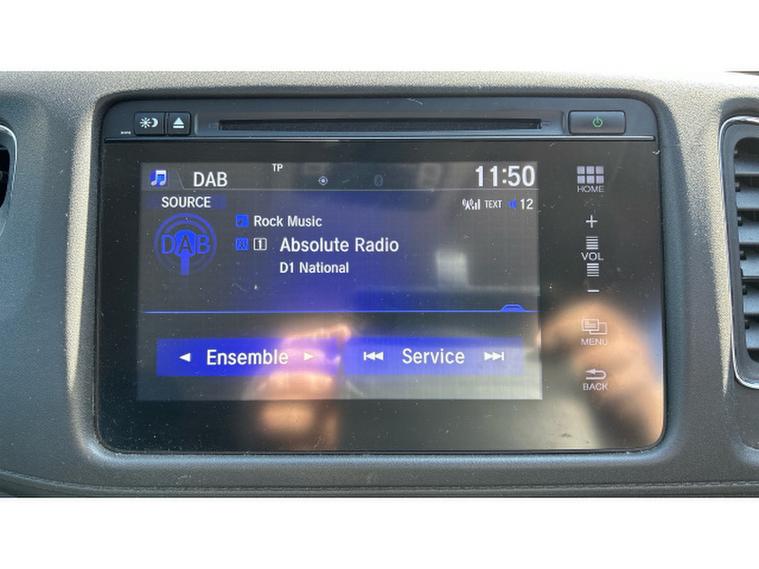 DAB TP 11:50
HOME
SOURCE TEXT 12
DAB
Rock Music
1 Absolute Radio
D1 National
+
VOL
−
Ensemble Service
MENU
BACK